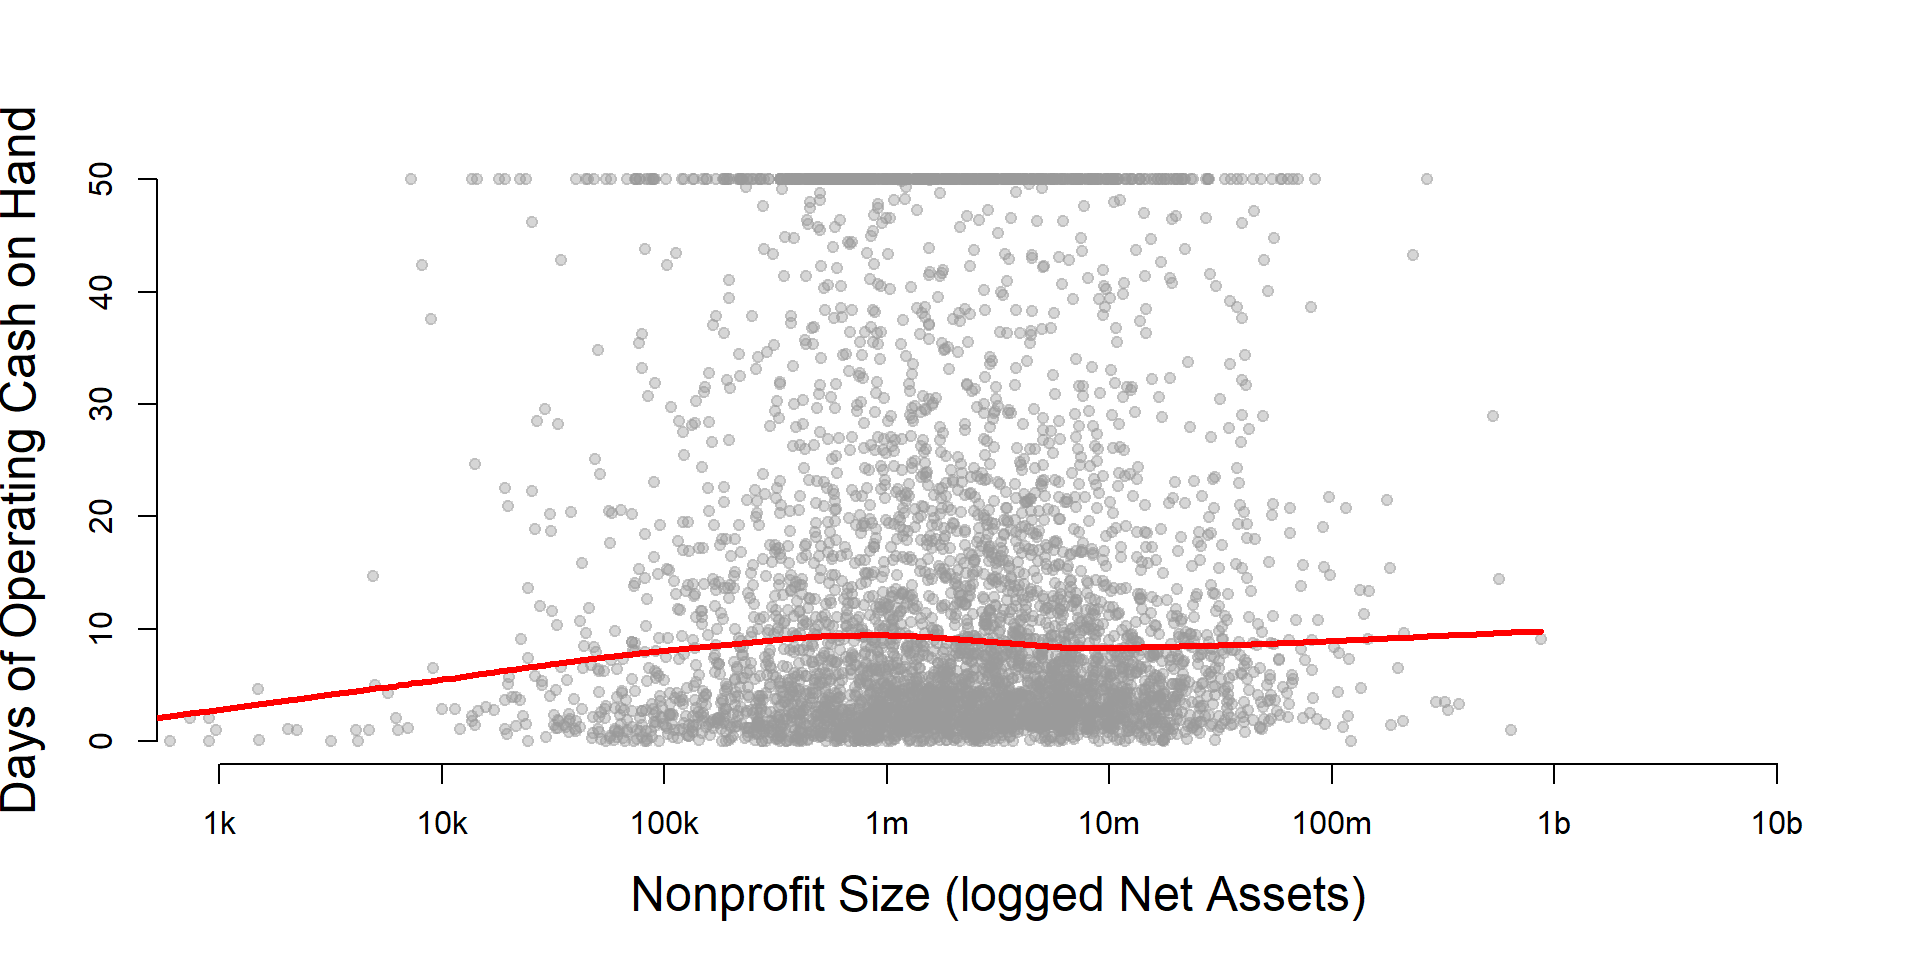 Days of Operating Cash on Hand
50
40
30
20
10
0
1k 10k 100k 1m 10m 100m 1b 10b
Nonprofit Size (logged Net Assets)